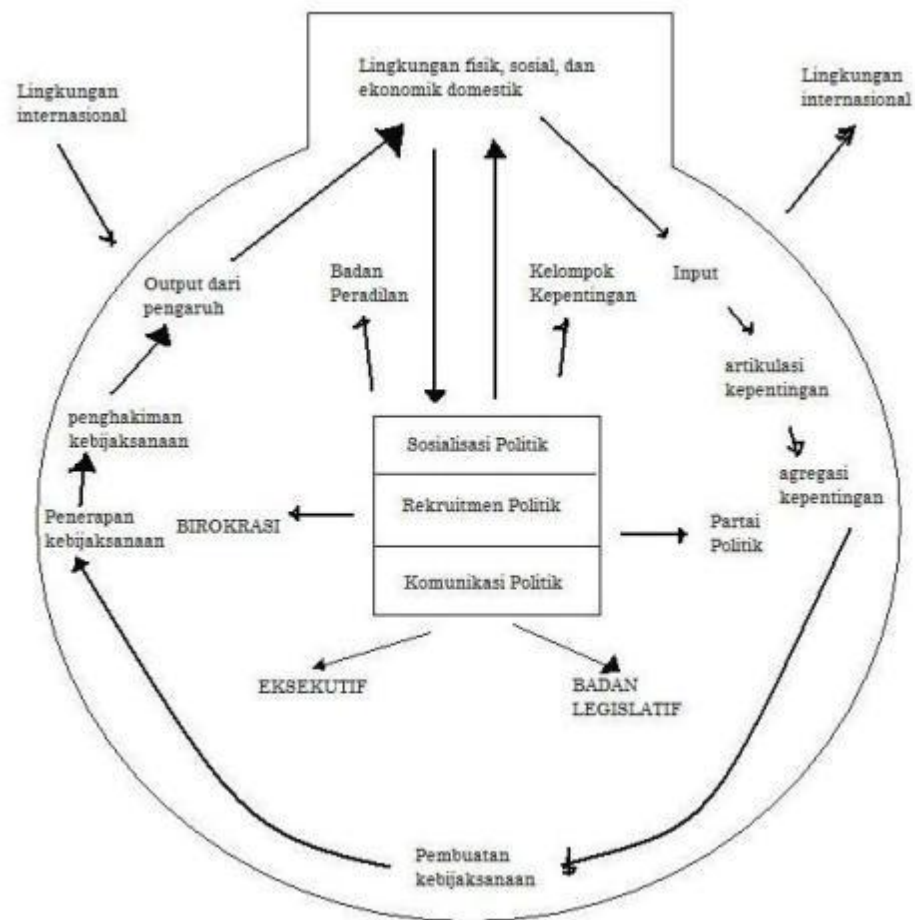 Lingkungan fisik, sosial, dan
ekonomik domestik
Lingkungan
internasional
Lingkungan
internasional
Output dari
pengaruh
Badan
Peradilan
Kelompok
Kepentingan
Input
artikulasi
kepentingan
penghakiman
kebijaksanaan
Sosialisasi Politik
agregasi
kepentingan
Rekruitmen Politik
Penerapan
kebijaksanaan
BIROKRASI
Partai
Politik
Komunikasi Politik
EKSEKUTIF
BADAN
LEGISLATIF
Pembuatan
kebijaksanaan